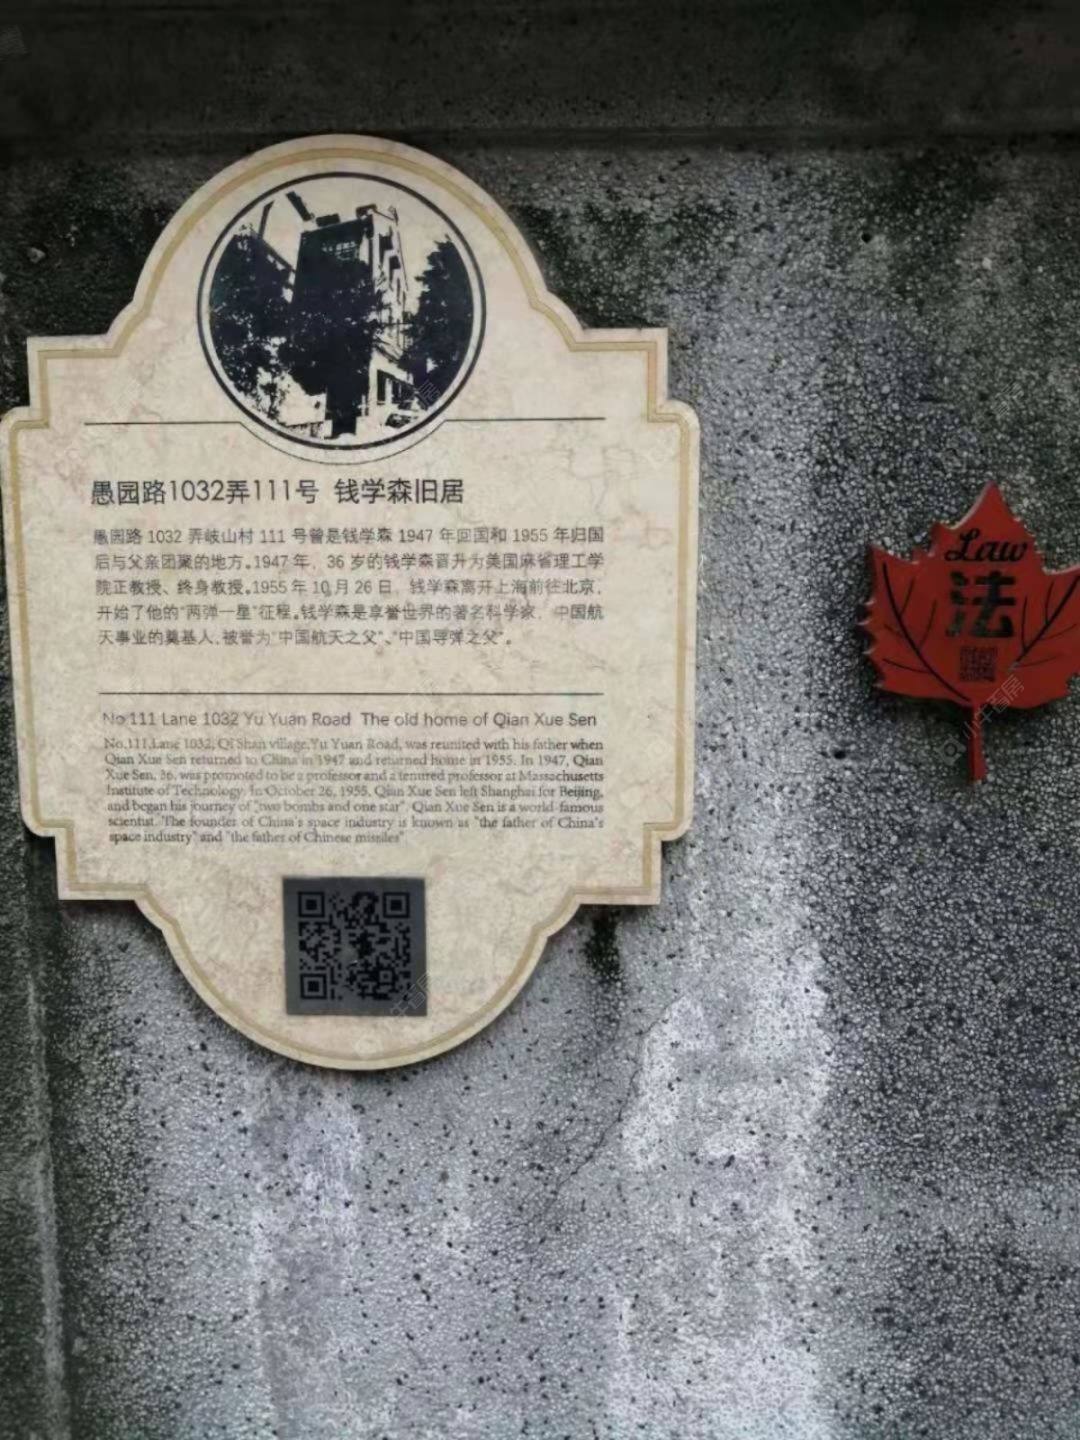 愚园路1032弄111号 钱学森旧居
愚园路 1032 弄岐山村 111 号曾是钱学森 1947 年回国和 1955 年归国
后与父亲团聚的地方。1947 年，36 岁的钱学森晋升为美国麻省理工学
院正教授、终身教授。1955 年 10 月 26 日，钱学森离开上海前往北京，
开始了他的“两弹一星”征程。钱学森是享誉世界的著名科学家，中国航
天事业的奠基人，被誉为“中国航天之父”、“中国导弹之父”。
No.111 Lane 1032 Yu Yuan Road The old home of Qian Xue Sen
No.111,Lane 1032, Qi Shan village,Yu Yuan Road, was reunited with his father when
Qian Xue Sen returned to China in 1947 and returned home in 1955. In 1947, Qian
Xue Sen, 36, was promoted to be a professor and a tenured professor at Massachusetts
Institute of Technology. In October 26, 1955, Qian Xue Sen left Shanghai for Beijing,
and began his journey of "two bombs and one star". Qian Xue Sen is a world-famous
scientist. The founder of China's space industry is known as "the father of China's
space industry" and "the father of Chinese missiles"
Law
法